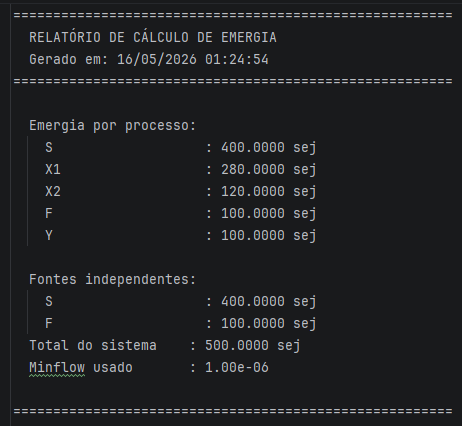 =======================================================
RELATÓRIO DE CÁLCULO DE EMERGIA
Gerado em: 16/05/2026 01:24:54
=======================================================
Emergia por processo:
S : 400.0000 sej
X1 : 280.0000 sej
X2 : 120.0000 sej
F : 100.0000 sej
Y : 100.0000 sej
Fontes independentes:
S : 400.0000 sej
F : 100.0000 sej
Total do sistema : 500.0000 sej
Minflow usado : 1.00e-06
=======================================================